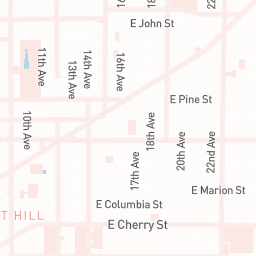 E John St
11th Ave
13th Ave
14th Ave
19th Ave
E Pine St
10th Ave
18th Ave
17th Ave
20th Ave
22nd Ave
E Marion St
E Columbia St
T HILL
E Cherry St